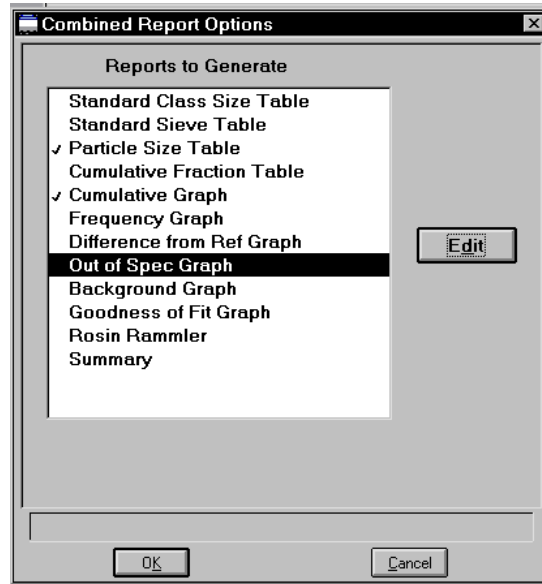 Combined Report Options
Reports to Generate
Standard Class Size Table
Standard Sieve Table
✓ Particle Size Table
Cumulative Fraction Table
✓ Cumulative Graph
Frequency Graph
Difference from Ref Graph
Out of Spec Graph
Background Graph
Goodness of Fit Graph
Rosin Rammler
Summary
Edit
OK
Cancel